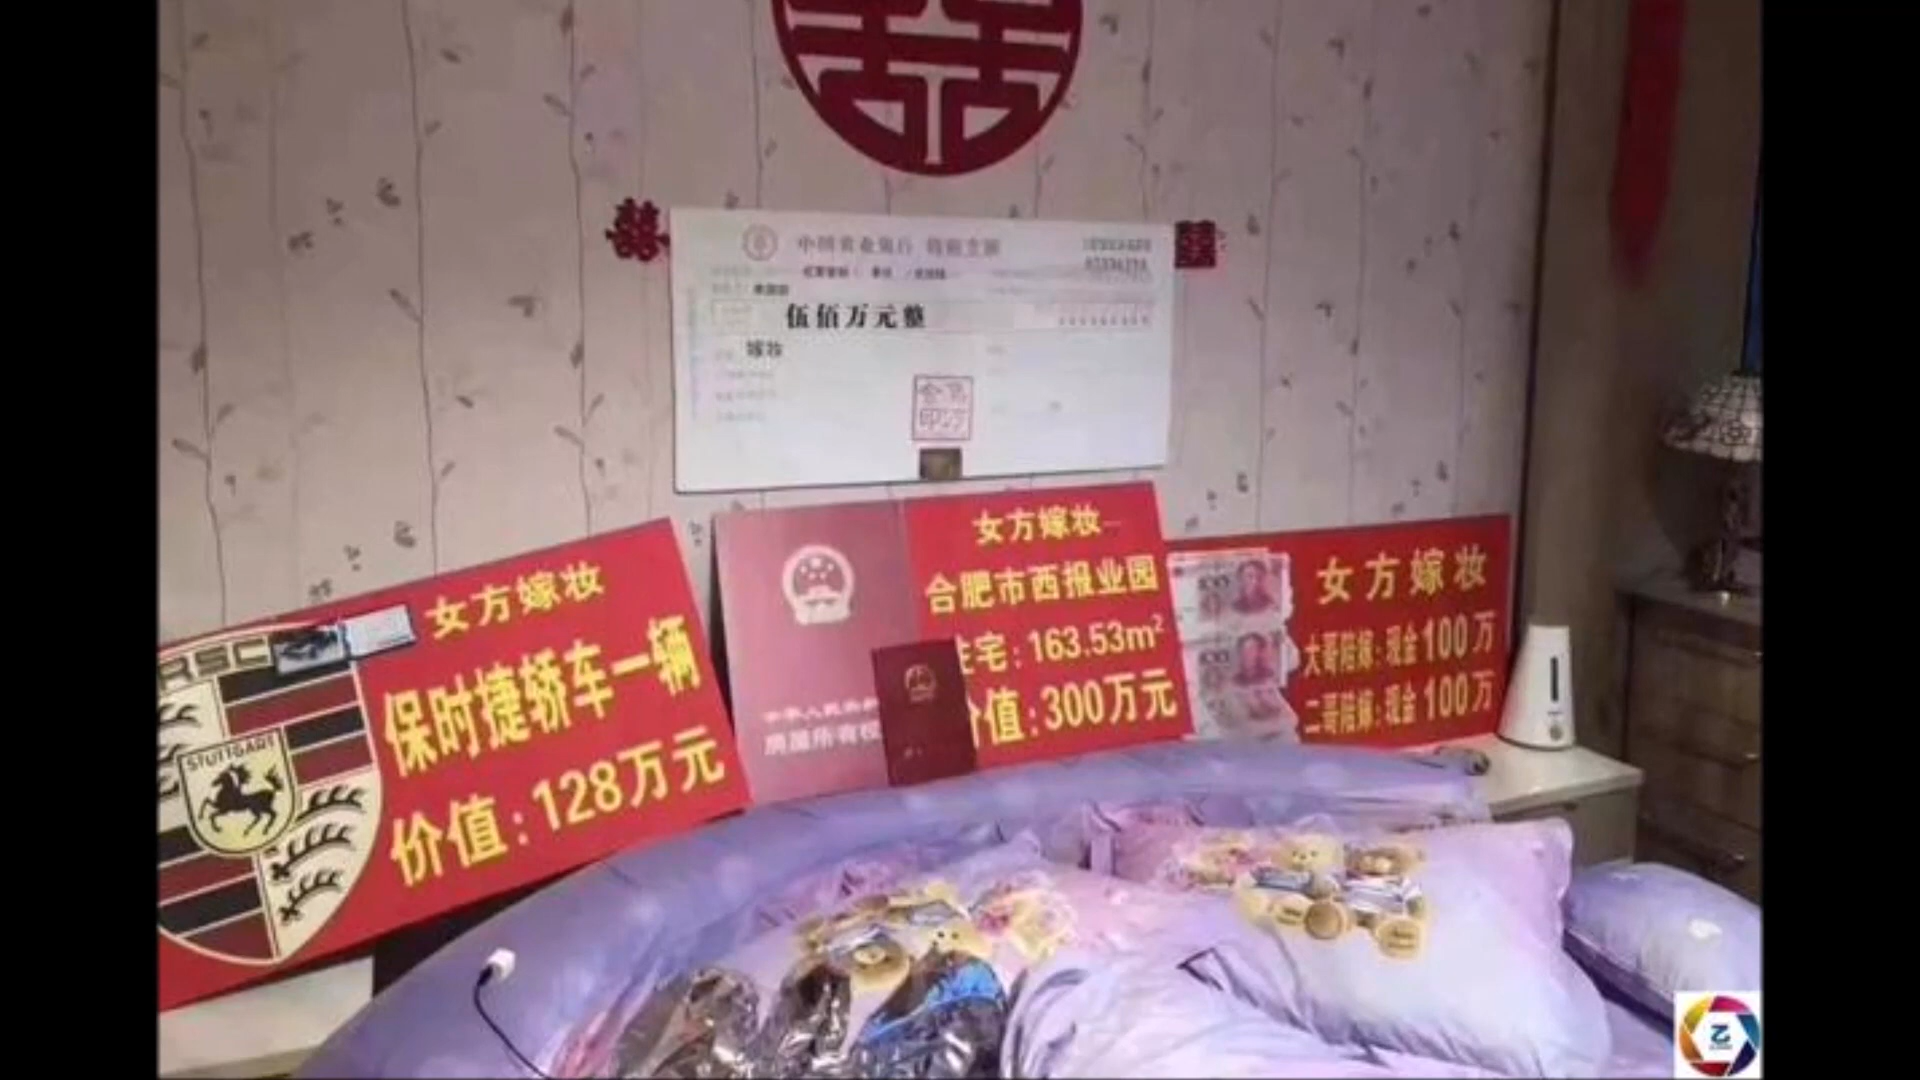 囍
伍佰万元整
嫁妆
女方嫁妆
保时捷轿车一辆
价值:128万元
STUTTGART
女方嫁妆
合肥市西报业园
住宅:163.53m²
价值:300万元
女方嫁妆
大哥陪嫁:现金100万
二哥陪嫁:现金100万